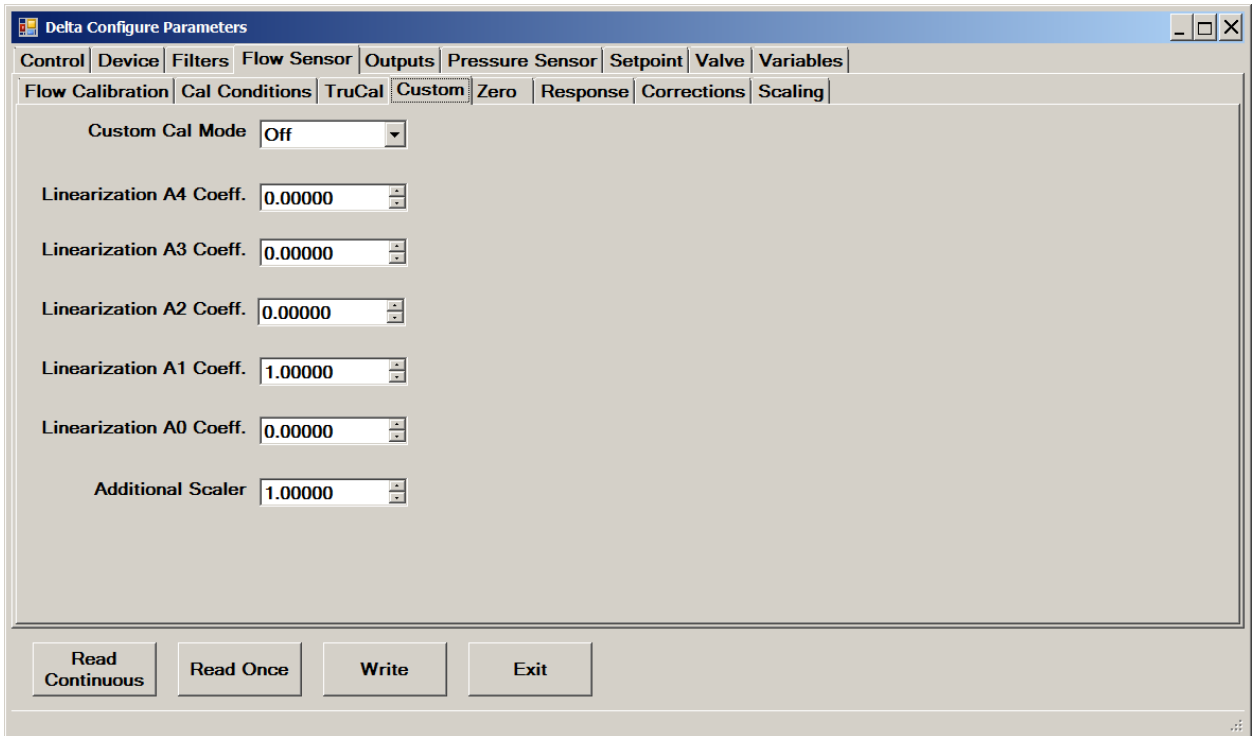 Delta Configure Parameters
Control Device Filters Flow Sensor Outputs Pressure Sensor Setpoint Valve Variables
Flow Calibration Cal Conditions TruCal Custom Zero Response Corrections Scaling
Custom Cal Mode Off
Linearization A4 Coeff. 0.00000
Linearization A3 Coeff. 0.00000
Linearization A2 Coeff. 0.00000
Linearization A1 Coeff. 1.00000
Linearization A0 Coeff. 0.00000
Additional Scaler 1.00000
Read
Continuous
Read Once
Write
Exit